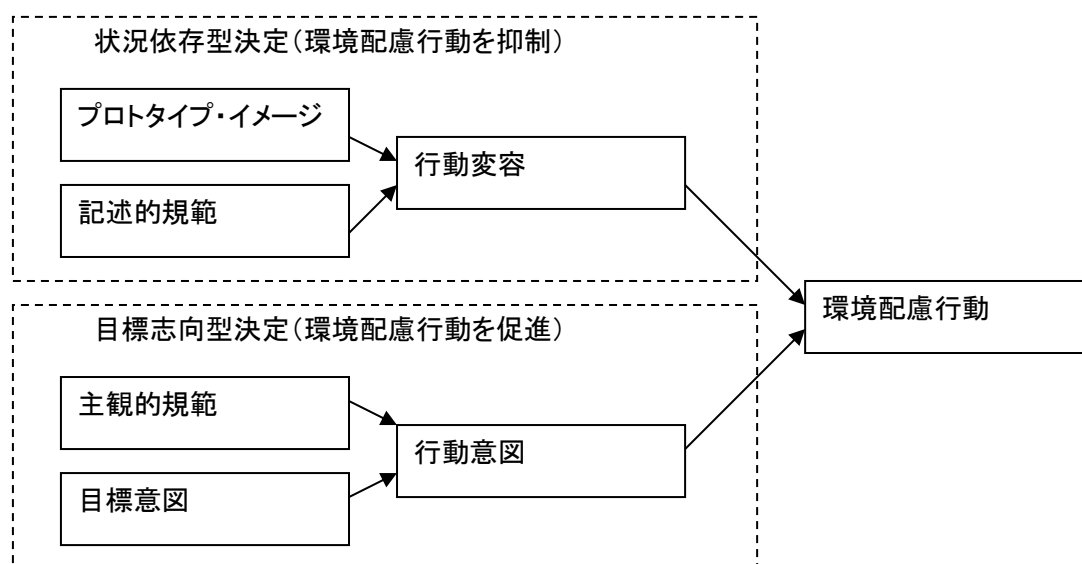 状況依存型決定（環境配慮行動を抑制）
プロトタイプ・イメージ
行動変容
記述的規範
環境配慮行動
目標志向型決定（環境配慮行動を促進）
主観的規範
行動意図
目標意図